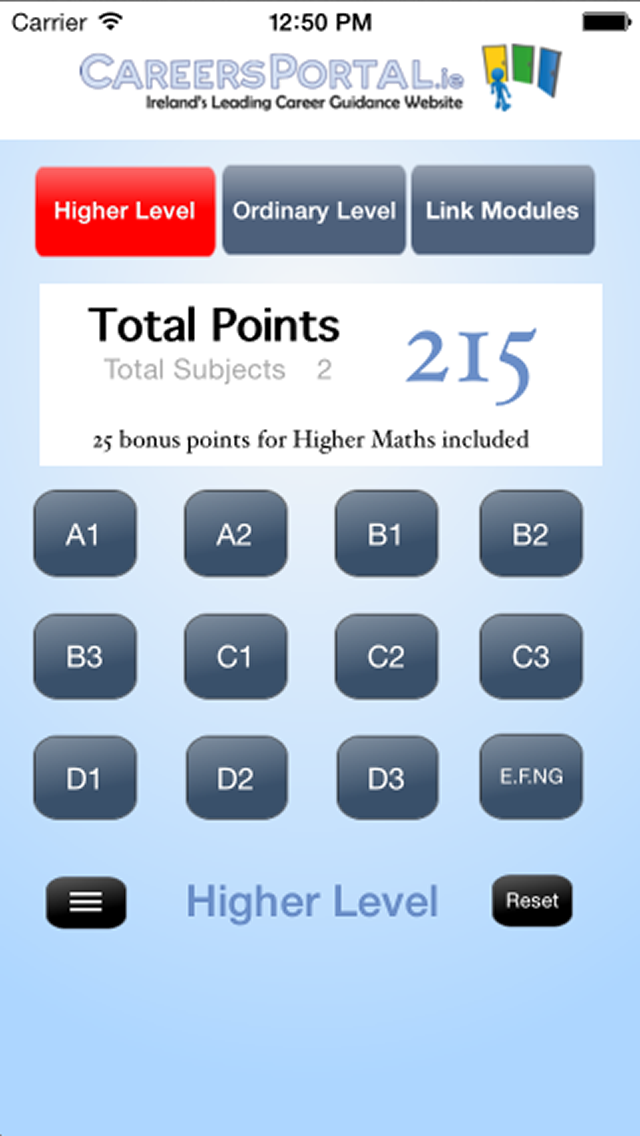 Carrier 12:50 PM
CAREERSPORTAL.ie
Ireland's Leading Career Guidance Website
Higher Level Ordinary Level Link Modules
Total Points 215
Total Subjects 2
25 bonus points for Higher Maths included
A1 A2 B1 B2
B3 C1 C2 C3
D1 D2 D3 E.F.NG
Higher Level Reset